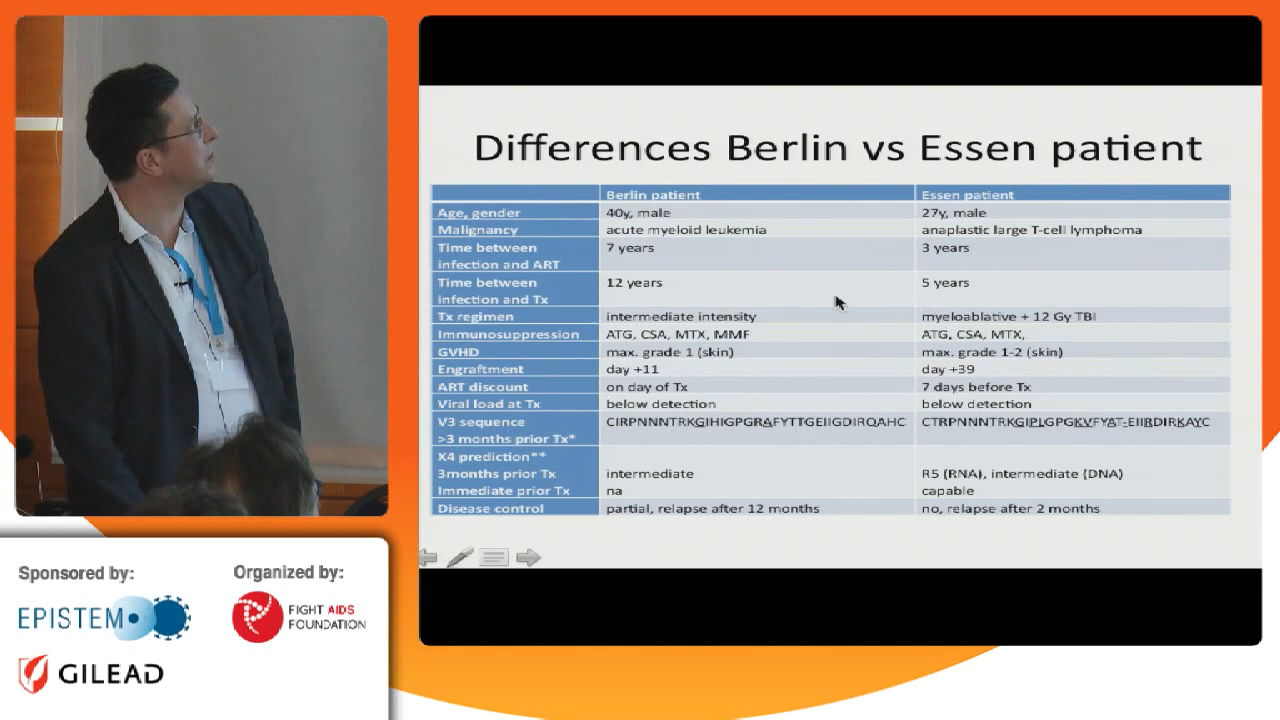 Differences Berlin vs Essen patient
Berlin patient Essen patient
Age, gender 40y, male 27y, male
Malignancy acute myeloid leukemia anaplastic large T-cell lymphoma
Time between 7 years 3 years
infection and ART
Time between 12 years 5 years
infection and Tx
Tx regimen intermediate intensity myeloablative + 12 Gy TBI
Immunosuppression ATG, CSA, MTX, MMF ATG, CSA, MTX,
GVHD max. grade 1 (skin) max. grade 1-2 (skin)
Engraftment day +11 day +39
ART discount on day of Tx 7 days before Tx
Viral load at Tx below detection below detection
V3 sequence CIRPNNNTRKGIHIGPGRAFYTTGEIIGDIRQAHC CTRPNNNTRKGIPLGPGKVFYAT-EIIRDIRKAYC
>3 months prior Tx*
X4 prediction**
3months prior Tx intermediate R5 (RNA), intermediate (DNA)
Immediate prior Tx na capable
Disease control partial, relapse after 12 months no, relapse after 2 months
Sponsored by:
EPISTEM
GILEAD
Organized by:
FIGHT AIDS
FOUNDATION